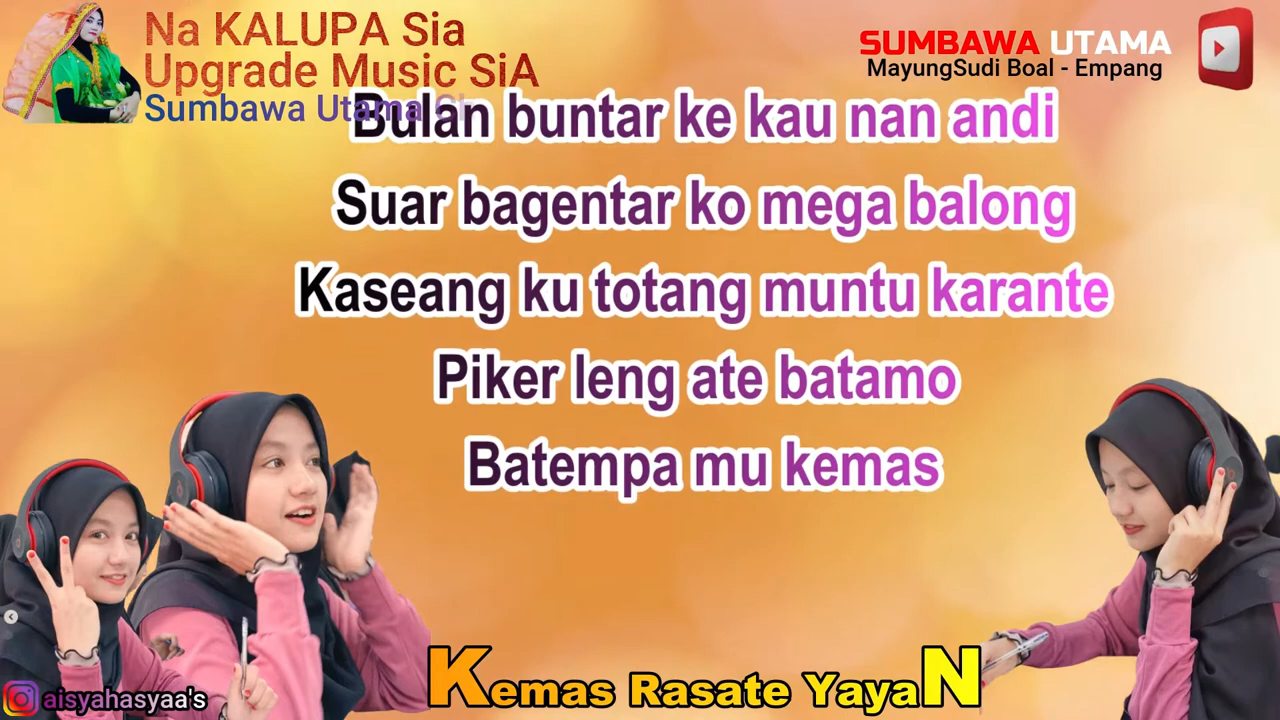 Na KALUPA Sia
Upgrade Music SiA
Sumbawa Utama
SUMBAWA UTAMA
MayungSudi Boal - Empang
Bulan buntar ke kau nan andi
Suar bagentar ko mega balong
Kaseang ku totang muntu karante
Piker leng ate batamo
Batempa mu kemas
Kemas Rasate YayaN
aisyahasyaa's